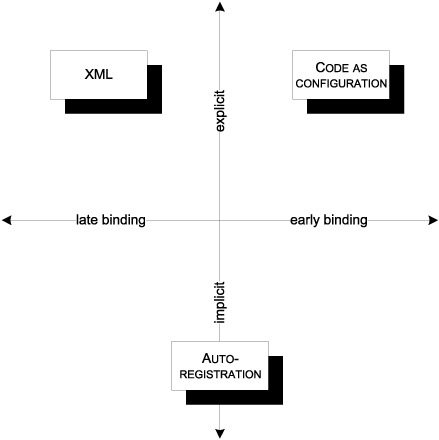 XML
CODE AS
CONFIGURATION
explicit
late binding
early binding
implicit
AUTO-
REGISTRATION